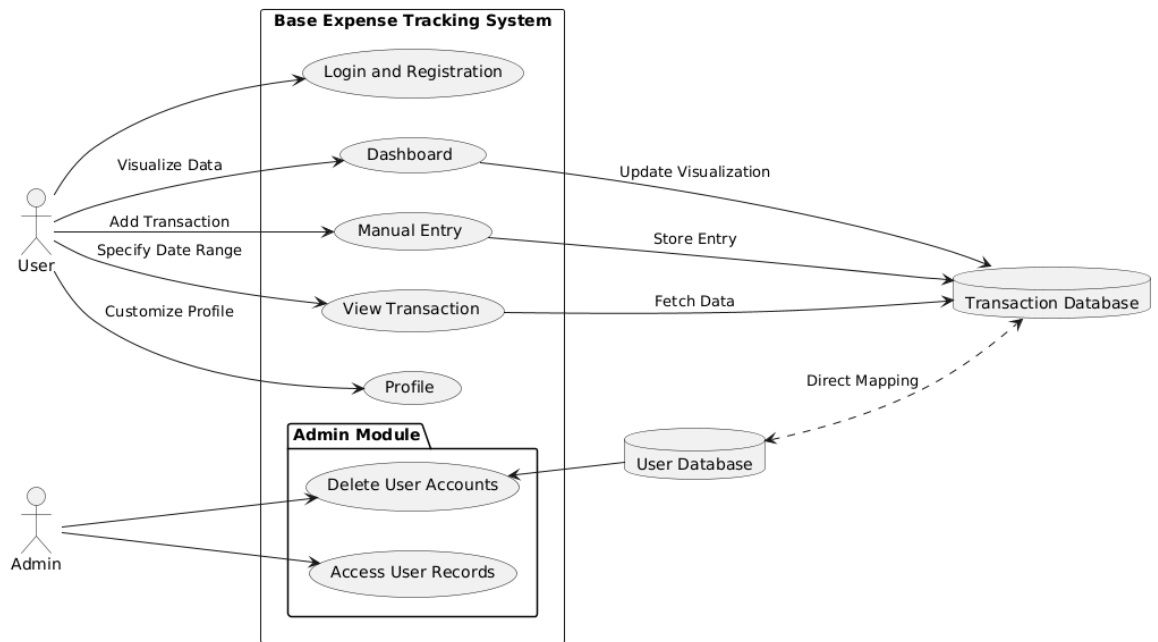 Base Expense Tracking System
Login and Registration
Visualize Data
Dashboard
Update Visualization
Add Transaction
Manual Entry
Store Entry
User
Specify Date Range
View Transaction
Fetch Data
Transaction Database
Customize Profile
Profile
Direct Mapping
Admin Module
User Database
Delete User Accounts
Admin
Access User Records